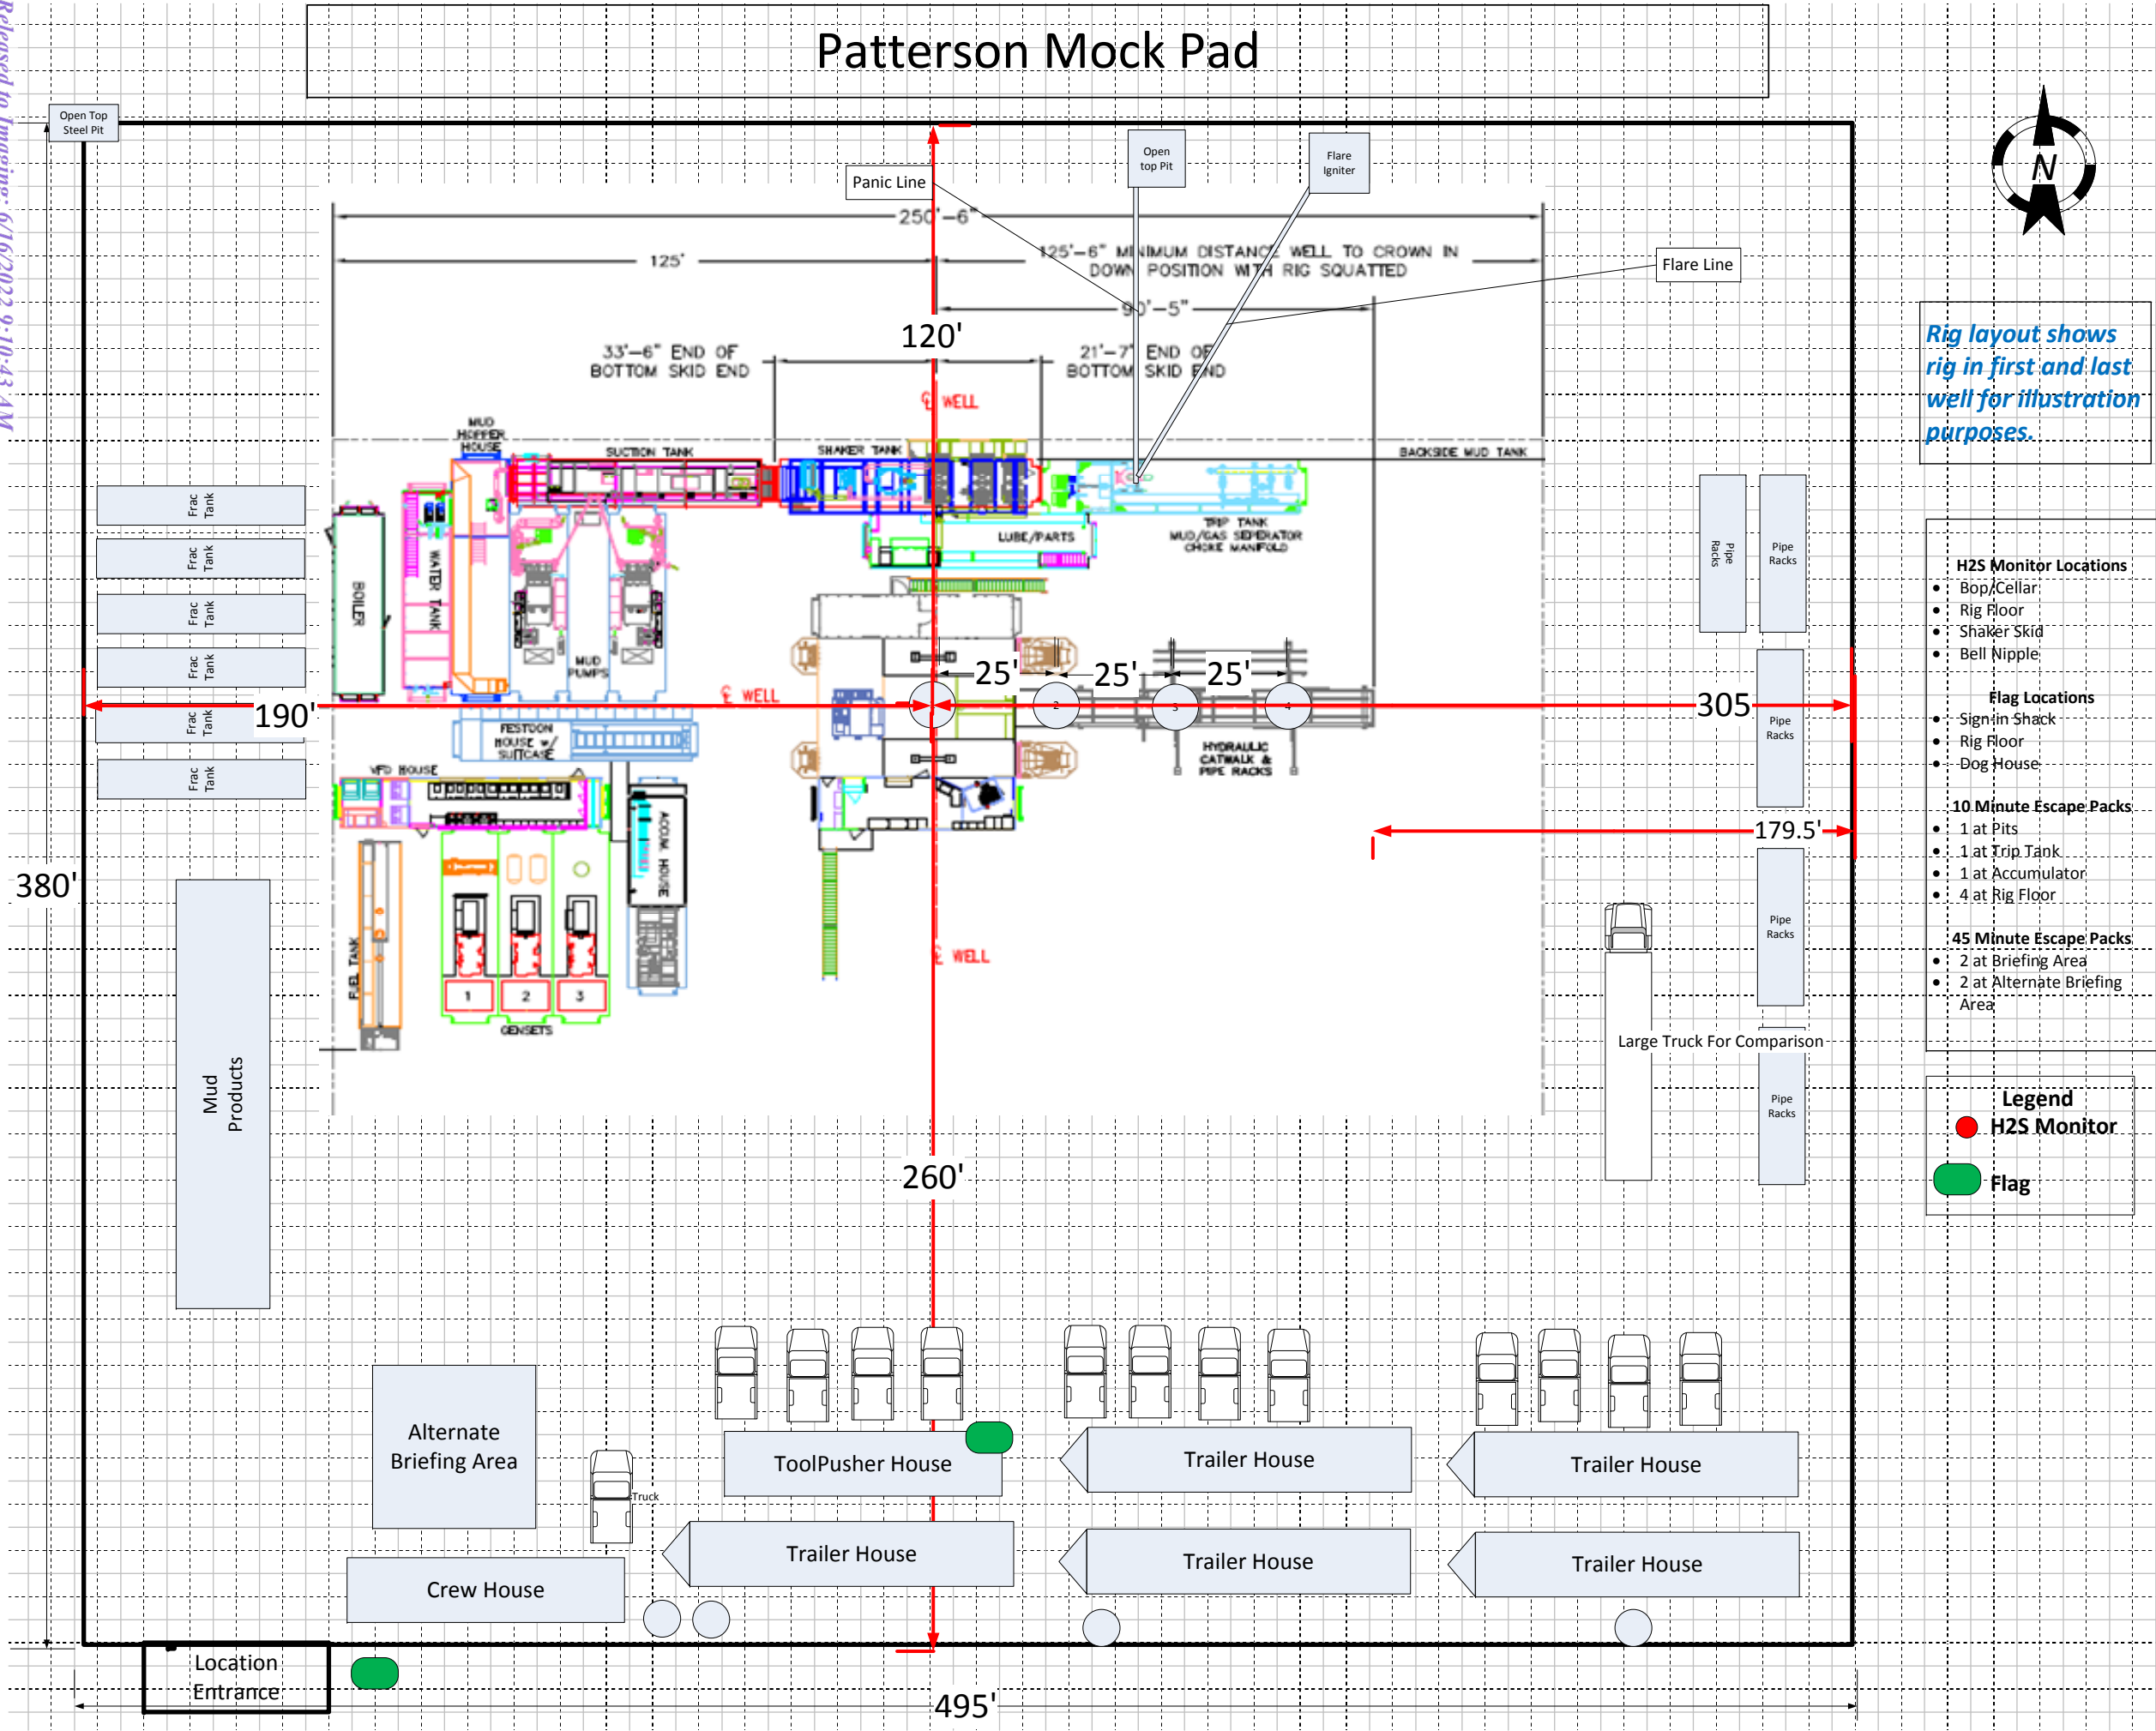 Released to Imaging: 6/16/2022 9:10:43 AM
Patterson Mock Pad
Open Top
Steel Pit
Panic Line
Open
top Pit
Flare
Igniter
N
Flare Line
250'-6"
125'
125'-6" MINIMUM DISTANCE WELL TO CROWN IN
DOWN POSITION WITH RIG SQUATTED
90'-5"
120'
33'-6" END OF
BOTTOM SKID END
21'-7" END OF
BOTTOM SKID END
℄ WELL
Rig layout shows
rig in first and last
well for illustration
purposes.
MUD
HOPPER
HOUSE
SUCTION TANK
SHAKER TANK
BACKSIDE MUD TANK
Frac
Tank
Frac
Tank
Frac
Tank
Frac
Tank
Frac
Tank
Frac
Tank
BOILER
WATER TANK
MUD
PUMPS
LUBE/PARTS
TRIP TANK
MUD/GAS SEPERATOR
CHOKE MANIFOLD
Pipe
Racks
Pipe
Racks
Pipe
Racks
Pipe
Racks
Pipe
Racks
25'
25'
25'
190'
℄ WELL
2
3
4
305
FESTOON
HOUSE w/
SUITCASE
HYDRAULIC
CATWALK &
PIPE RACKS
VFD HOUSE
ACCUM. HOUSE
179.5'
380'
FUEL TANK
1
2
3
GENSETS
℄ WELL
Mud
Products
Large Truck For Comparison
260'
H2S Monitor Locations
• Bop/Cellar
• Rig Floor
• Shaker Skid
• Bell Nipple
Flag Locations
• Sign in Shack
• Rig Floor
• Dog House
10 Minute Escape Packs
• 1 at Pits
• 1 at Trip Tank
• 1 at Accumulator
• 4 at Rig Floor
45 Minute Escape Packs
• 2 at Briefing Area
• 2 at Alternate Briefing
Area
Legend
H2S Monitor
Flag
Alternate
Briefing Area
Truck
ToolPusher House
Trailer House
Trailer House
Crew House
Trailer House
Trailer House
Trailer House
Location
Entrance
495'